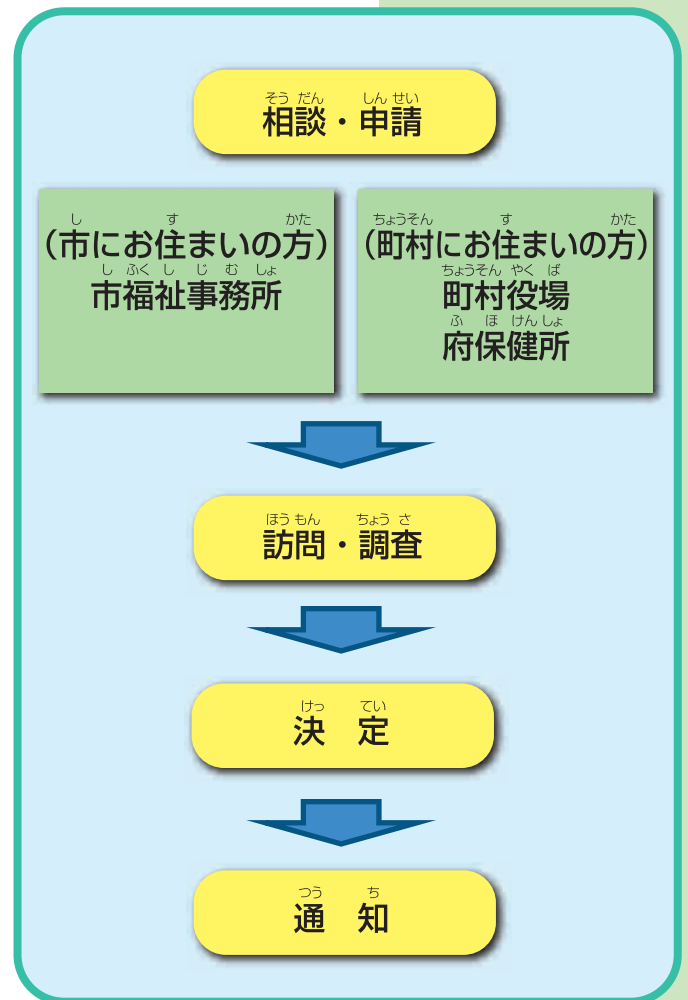 そうだん しんせい
相談・申請
し す かた
(市にお住まいの方)
し ふく し じ む しょ
市福祉事務所
ちょうそん す かた
(町村にお住まいの方)
ちょうそん やく ば
町村役場
ふ ほ けんしょ
府保健所
ほうもん ちょう さ
訪問・調査
けっ てい
決 定
つう ち
通 知